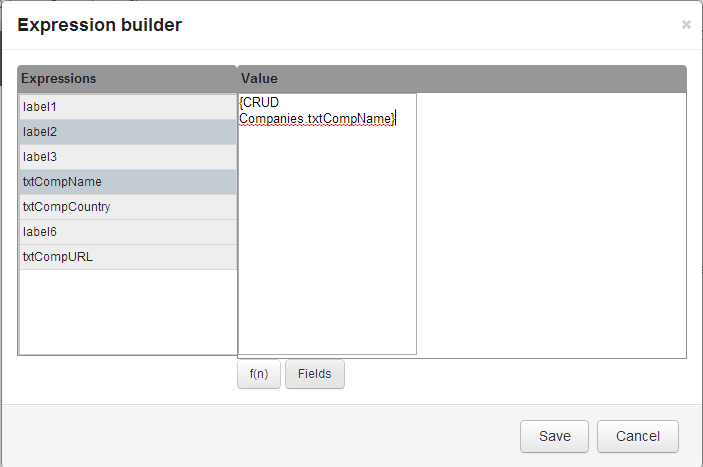 Expression builder
×
Expressions
Value
label1
label2
label3
txtCompName
txtCompCountry
label6
txtCompURL
{CRUD
Companies.txtCompName}
f(n)
Fields
Save
Cancel